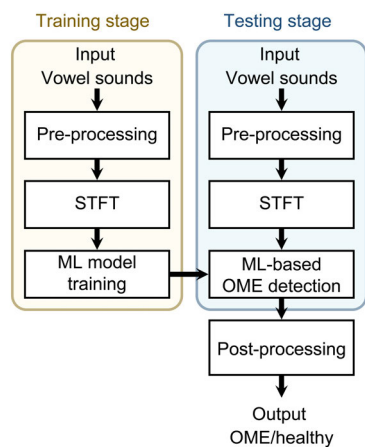 Training stage
Input
Vowel sounds
Pre-processing
STFT
ML model
training
Testing stage
Input
Vowel sounds
Pre-processing
STFT
ML-based
OME detection
Post-processing
Output
OME/healthy